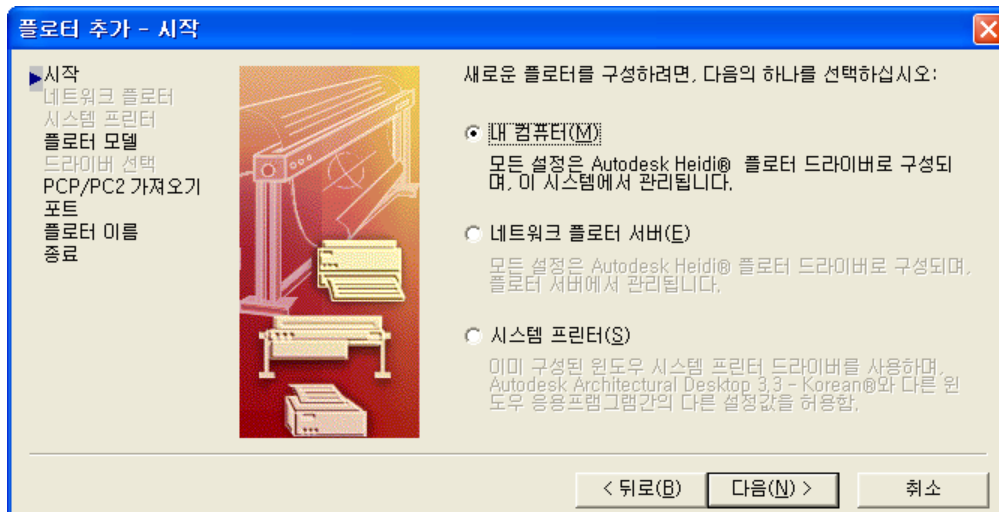 플로터 추가 - 시작
시작
네트워크 플로터
시스템 프린터
플로터 모델
드라이버 선택
PCP/PC2 가져오기
포트
플로터 이름
종료
새로운 플로터를 구성하려면, 다음의 하나를 선택하십시오:
내 컴퓨터(M)
모든 설정은 Autodesk Heidi® 플로터 드라이버로 구성되
며, 이 시스템에서 관리됩니다.
네트워크 플로터 서버(E)
모든 설정은 Autodesk Heidi® 플로터 드라이버로 구성되며,
플로터 서버에서 관리됩니다.
시스템 프린터(S)
이미 구성된 윈도우 시스템 프린터 드라이버를 사용하며,
Autodesk Architectural Desktop 3.3 - Korean®와 다른 윈
도우 응용프램그램간의 다른 설정값을 허용함.
< 뒤로(B)
다음(N) >
취소